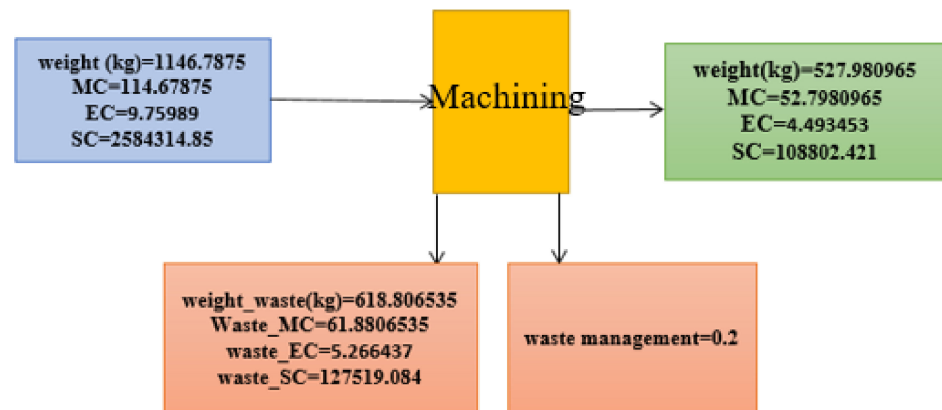 weight (kg)=1146.7875
MC=114.67875
EC=9.75989
SC=2584314.85
Machining
weight(kg)=527.980965
MC=52.7980965
EC=4.493453
SC=108802.421
weight_waste(kg)=618.806535
Waste_MC=61.8806535
waste_EC=5.266437
waste_SC=127519.084
waste management=0.2